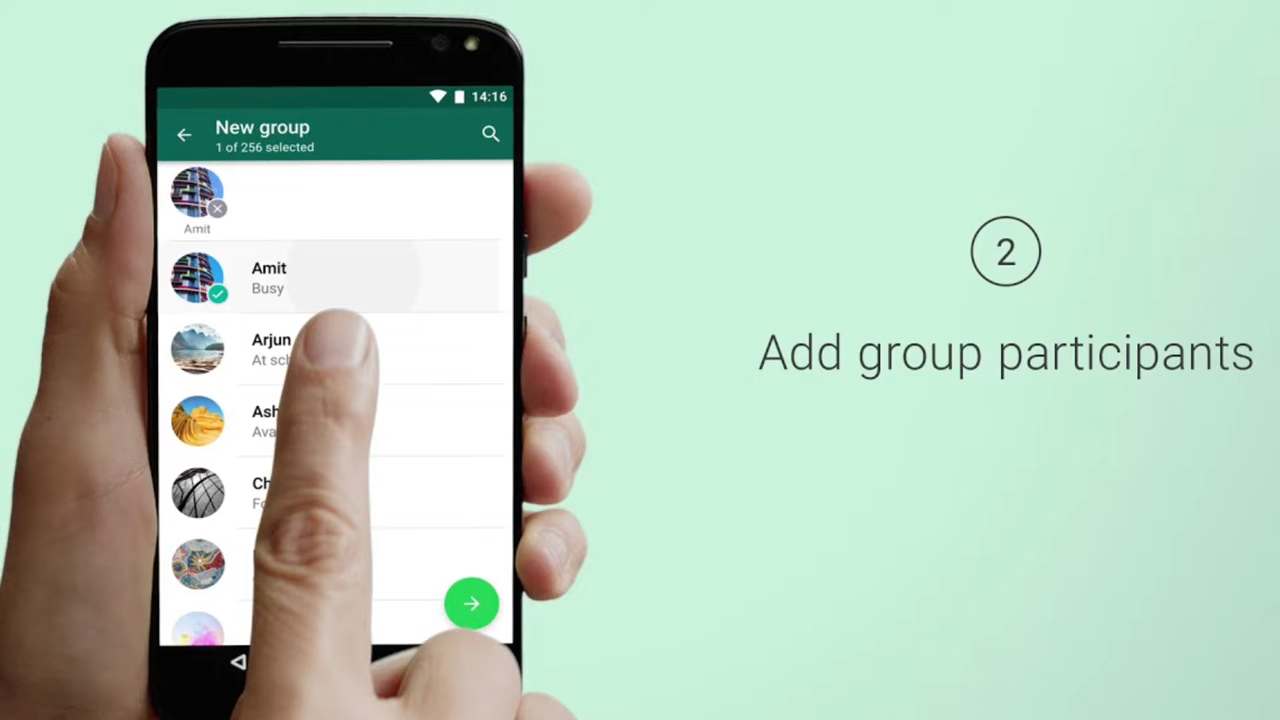 14:16
New group
1 of 256 selected
Amit
Amit
Busy
Arjun
2
Add group participants